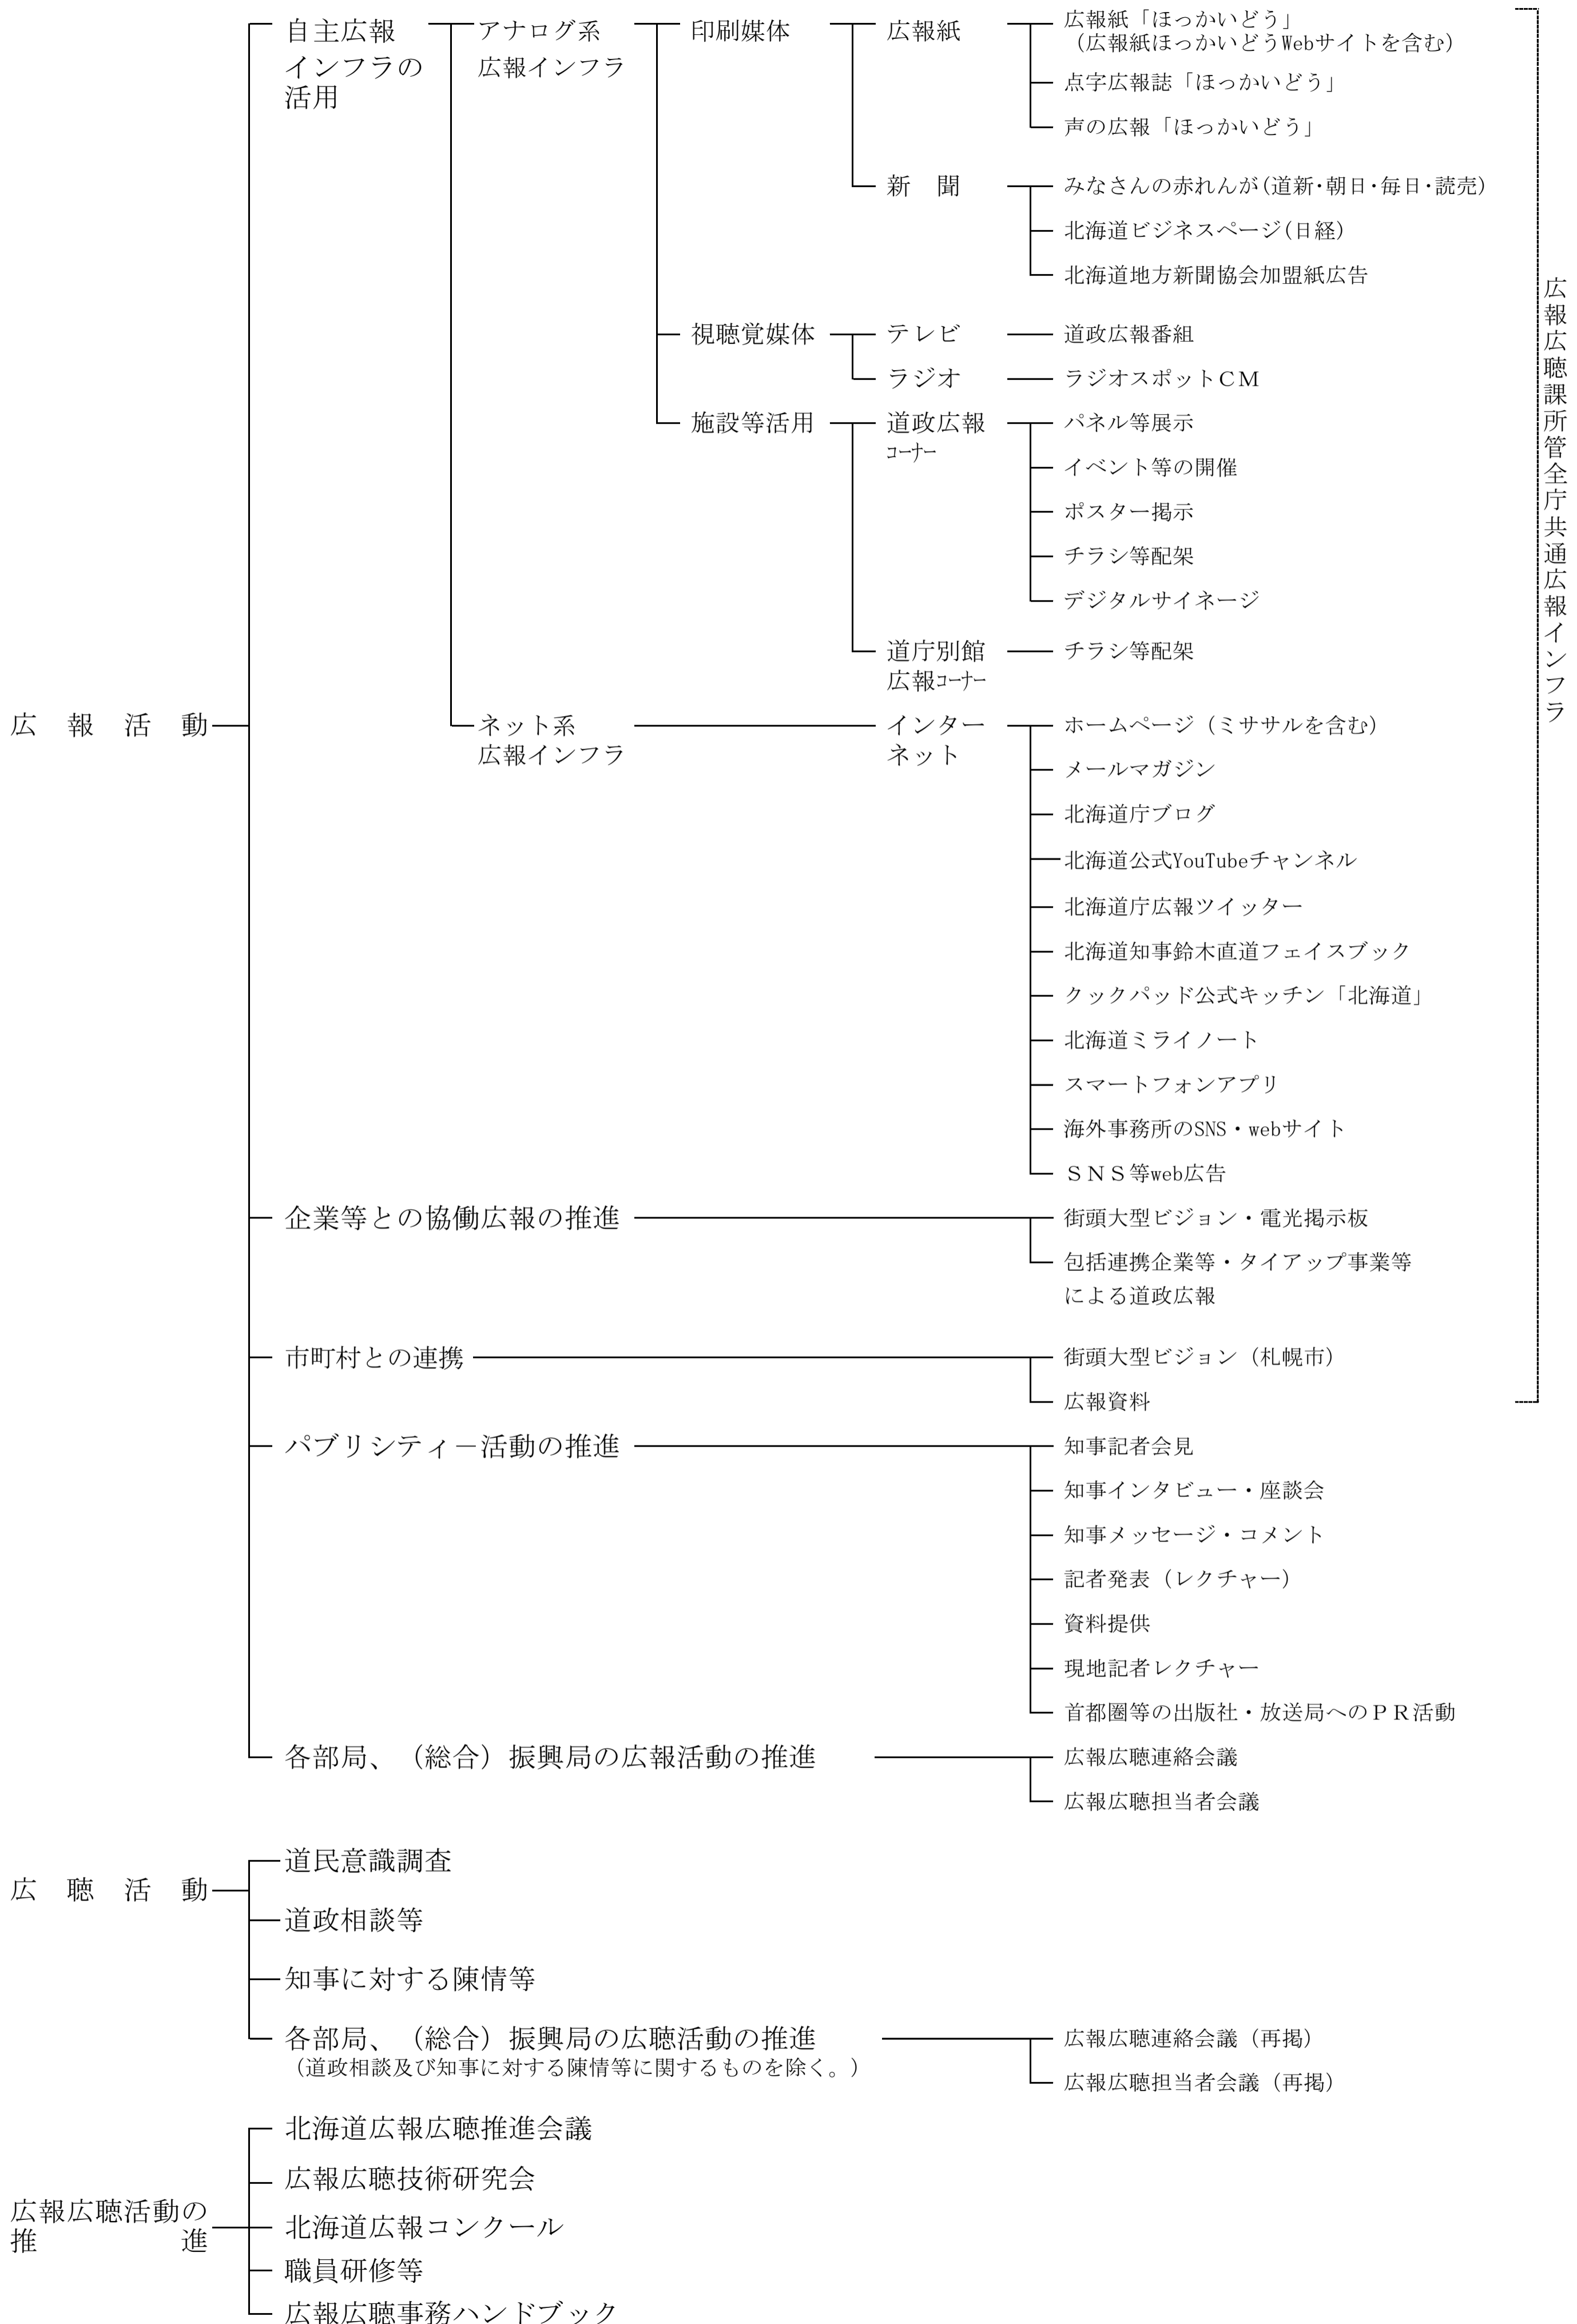 自主広報
インフラの
活用
アナログ系
広報インフラ
印刷媒体
広報紙
広報紙「ほっかいどう」
（広報紙ほっかいどうWebサイトを含む）
点字広報誌「ほっかいどう」
声の広報「ほっかいどう」
新　聞
みなさんの赤れんが(道新･朝日･毎日･読売)
北海道ビジネスページ(日経)
北海道地方新聞協会加盟紙広告
視聴覚媒体
テレビ
道政広報番組
ラジオ
ラジオスポットＣＭ
施設等活用
道政広報
ｺｰﾅｰ
パネル等展示
イベント等の開催
ポスター掲示
チラシ等配架
デジタルサイネージ
道庁別館
広報ｺｰﾅｰ
チラシ等配架
広報広聴課所管全庁共通広報インフラ
広　報　活　動
ネット系
広報インフラ
インター
ネット
ホームページ（ミササルを含む）
メールマガジン
北海道庁ブログ
北海道公式YouTubeチャンネル
北海道庁広報ツイッター
北海道知事鈴木直道フェイスブック
クックパッド公式キッチン「北海道」
北海道ミライノート
スマートフォンアプリ
海外事務所のSNS・webサイト
ＳＮＳ等web広告
企業等との協働広報の推進
街頭大型ビジョン・電光掲示板
包括連携企業等・タイアップ事業等
による道政広報
市町村との連携
街頭大型ビジョン（札幌市）
広報資料
パブリシティ－活動の推進
知事記者会見
知事インタビュー・座談会
知事メッセージ・コメント
記者発表（レクチャー）
資料提供
現地記者レクチャー
首都圏等の出版社・放送局へのＰＲ活動
各部局、（総合）振興局の広報活動の推進
広報広聴連絡会議
広報広聴担当者会議
広　聴　活　動
道民意識調査
道政相談等
知事に対する陳情等
各部局、（総合）振興局の広聴活動の推進
（道政相談及び知事に対する陳情等に関するものを除く。）
広報広聴連絡会議（再掲）
広報広聴担当者会議（再掲）
広報広聴活動の
推　　　　　進
北海道広報広聴推進会議
広報広聴技術研究会
北海道広報コンクール
職員研修等
広報広聴事務ハンドブック